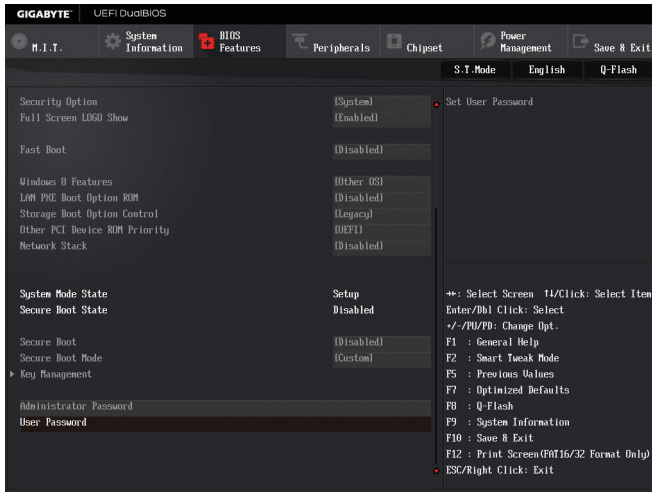 GIGABYTE™ UEFI DualBIOS
M.I.T. System Information BIOS Features Peripherals Chipset Power Management Save & Exit
S.T.Mode English Q-Flash
Security Option [System]
Full Screen LOGO Show [Enabled]
Fast Boot [Disabled]
Windows 8 Features [Other OS]
LAN PXE Boot Option ROM [Disabled]
Storage Boot Option Control [Legacy]
Other PCI Device ROM Priority [UEFI]
Network Stack [Disabled]
System Mode State Setup
Secure Boot State Disabled
Secure Boot [Disabled]
Secure Boot Mode [Custom]
Key Management
Administrator Password
User Password
Set User Password
→←: Select Screen ↑↓/Click: Select Item
Enter/Dbl Click: Select
+/-/PU/PD: Change Opt.
F1 : General Help
F2 : Smart Tweak Mode
F5 : Previous Values
F7 : Optimized Defaults
F8 : Q-Flash
F9 : System Information
F10 : Save & Exit
F12 : Print Screen(FAT16/32 Format Only)
ESC/Right Click: Exit